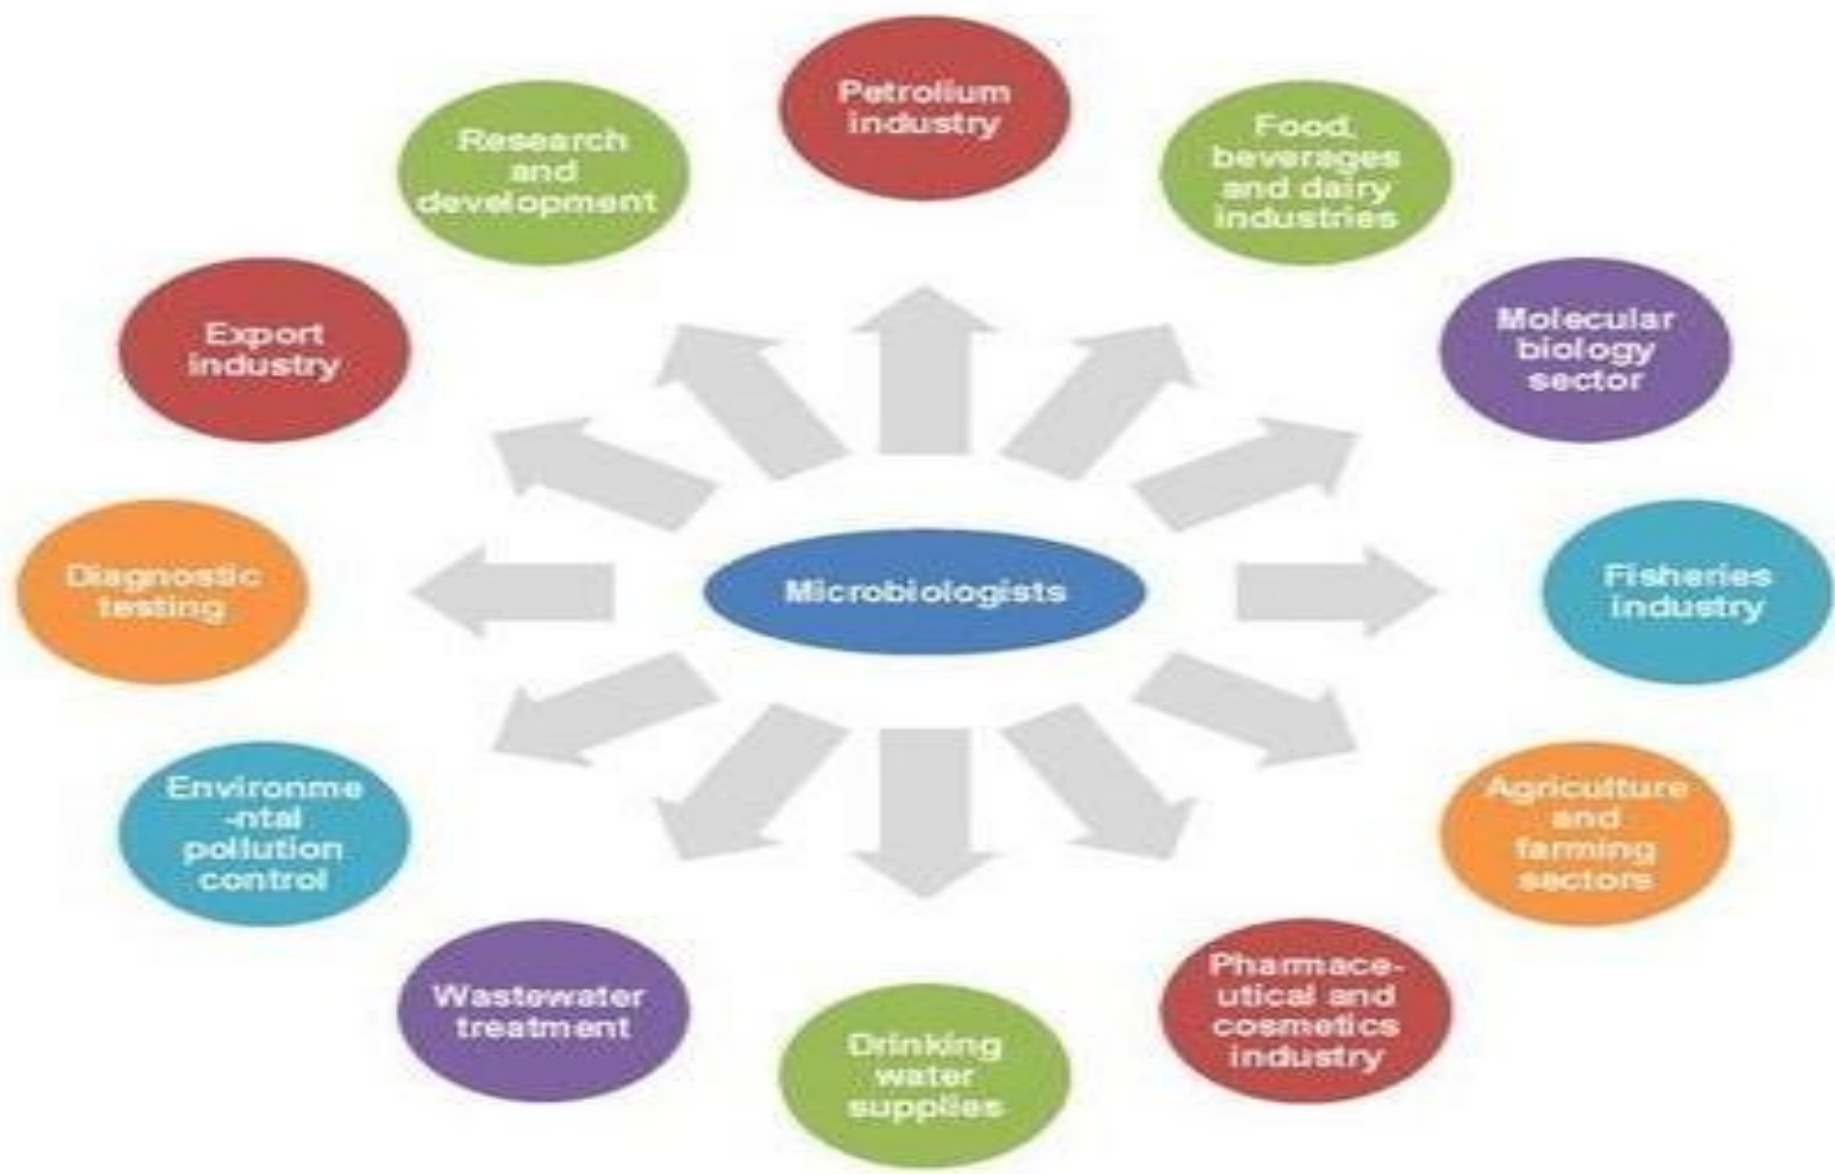 Petrolium
industry
Food,
beverages
and dairy
industries
Molecular
biology
sector
Fisheries
industry
Agriculture
and
farming
sectors
Pharmace-
utical and
cosmetics
industry
Drinking
water
supplies
Wastewater
treatment
Environme
-ntal
pollution
control
Diagnostic
testing
Export
industry
Research
and
development
Microbiologists